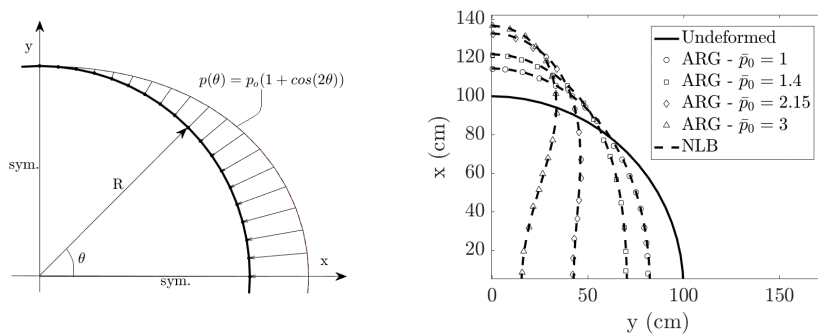 y
p(θ) = pₒ(1 + cos(2θ))
sym.
R
θ
x
sym.
140
120
100
80
60
40
20
x (cm)
0
50
100
150
y (cm)
Undeformed
ARG - p̄₀ = 1
ARG - p̄₀ = 1.4
ARG - p̄₀ = 2.15
ARG - p̄₀ = 3
NLB